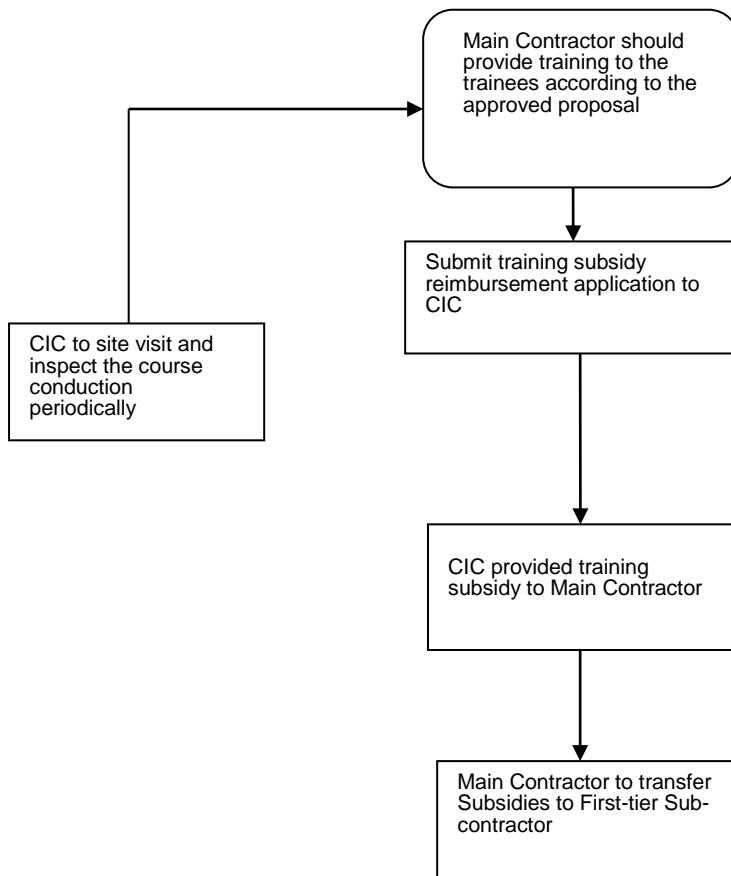 Main Contractor should
provide training to the
trainees according to the
approved proposal
Submit training subsidy
reimbursement application to
CIC
CIC to site visit and
inspect the course
conduction
periodically
CIC provided training
subsidy to Main Contractor
Main Contractor to transfer
Subsidies to First-tier Sub-
contractor